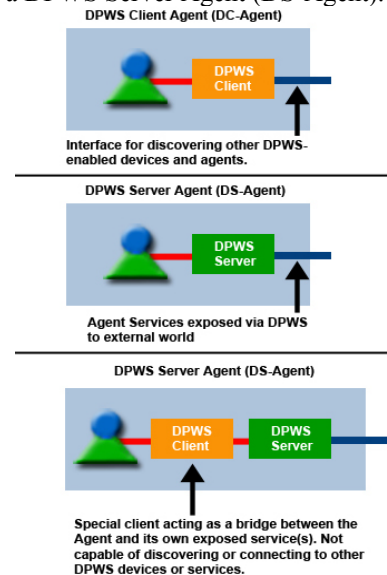 a DPWS Server Agent (DS-Agent).
DPWS Client Agent (DC-Agent)
DPWS
Client
Interface for discovering other DPWS-
enabled devices and agents.
DPWS Server Agent (DS-Agent)
DPWS
Server
Agent Services exposed via DPWS
to external world
DPWS Server Agent (DS-Agent)
DPWS
Client
DPWS
Server
Special client acting as a bridge between the
Agent and its own exposed service(s). Not
capable of discovering or connecting to other
DPWS devices or services.